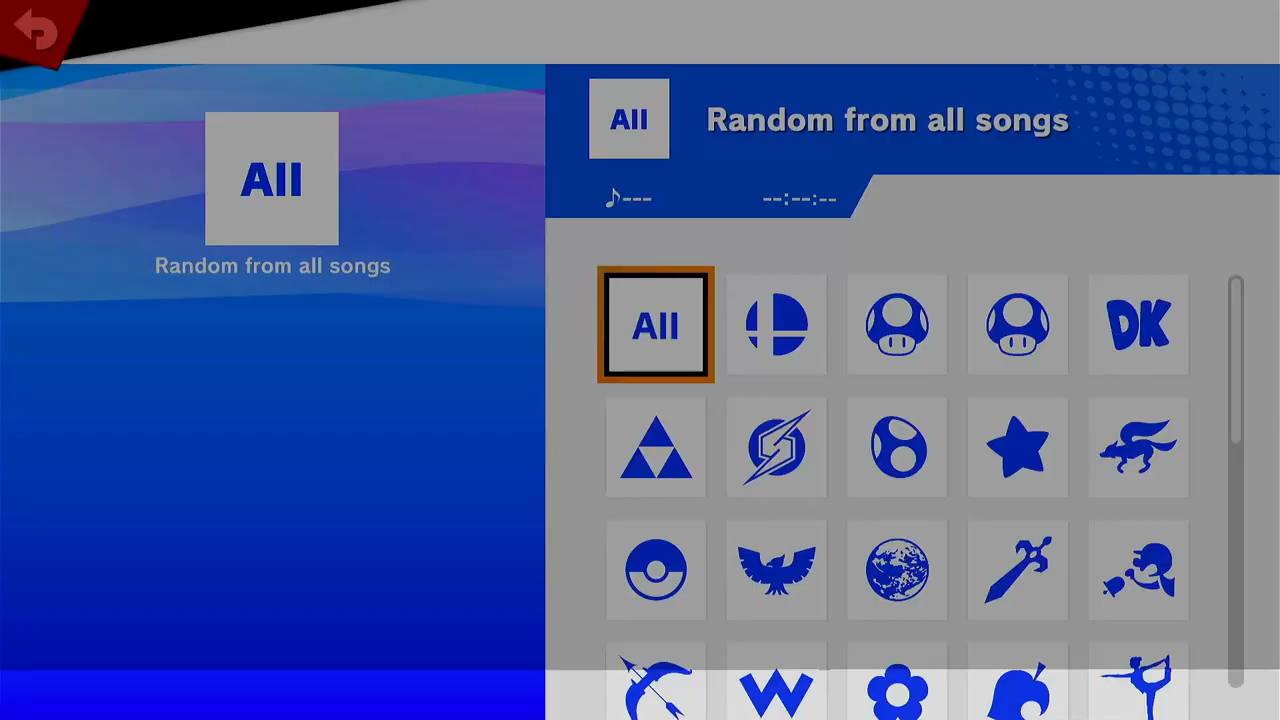 All
Random from all songs
All
Random from all songs
♪--- --:--:--
All
DK
W